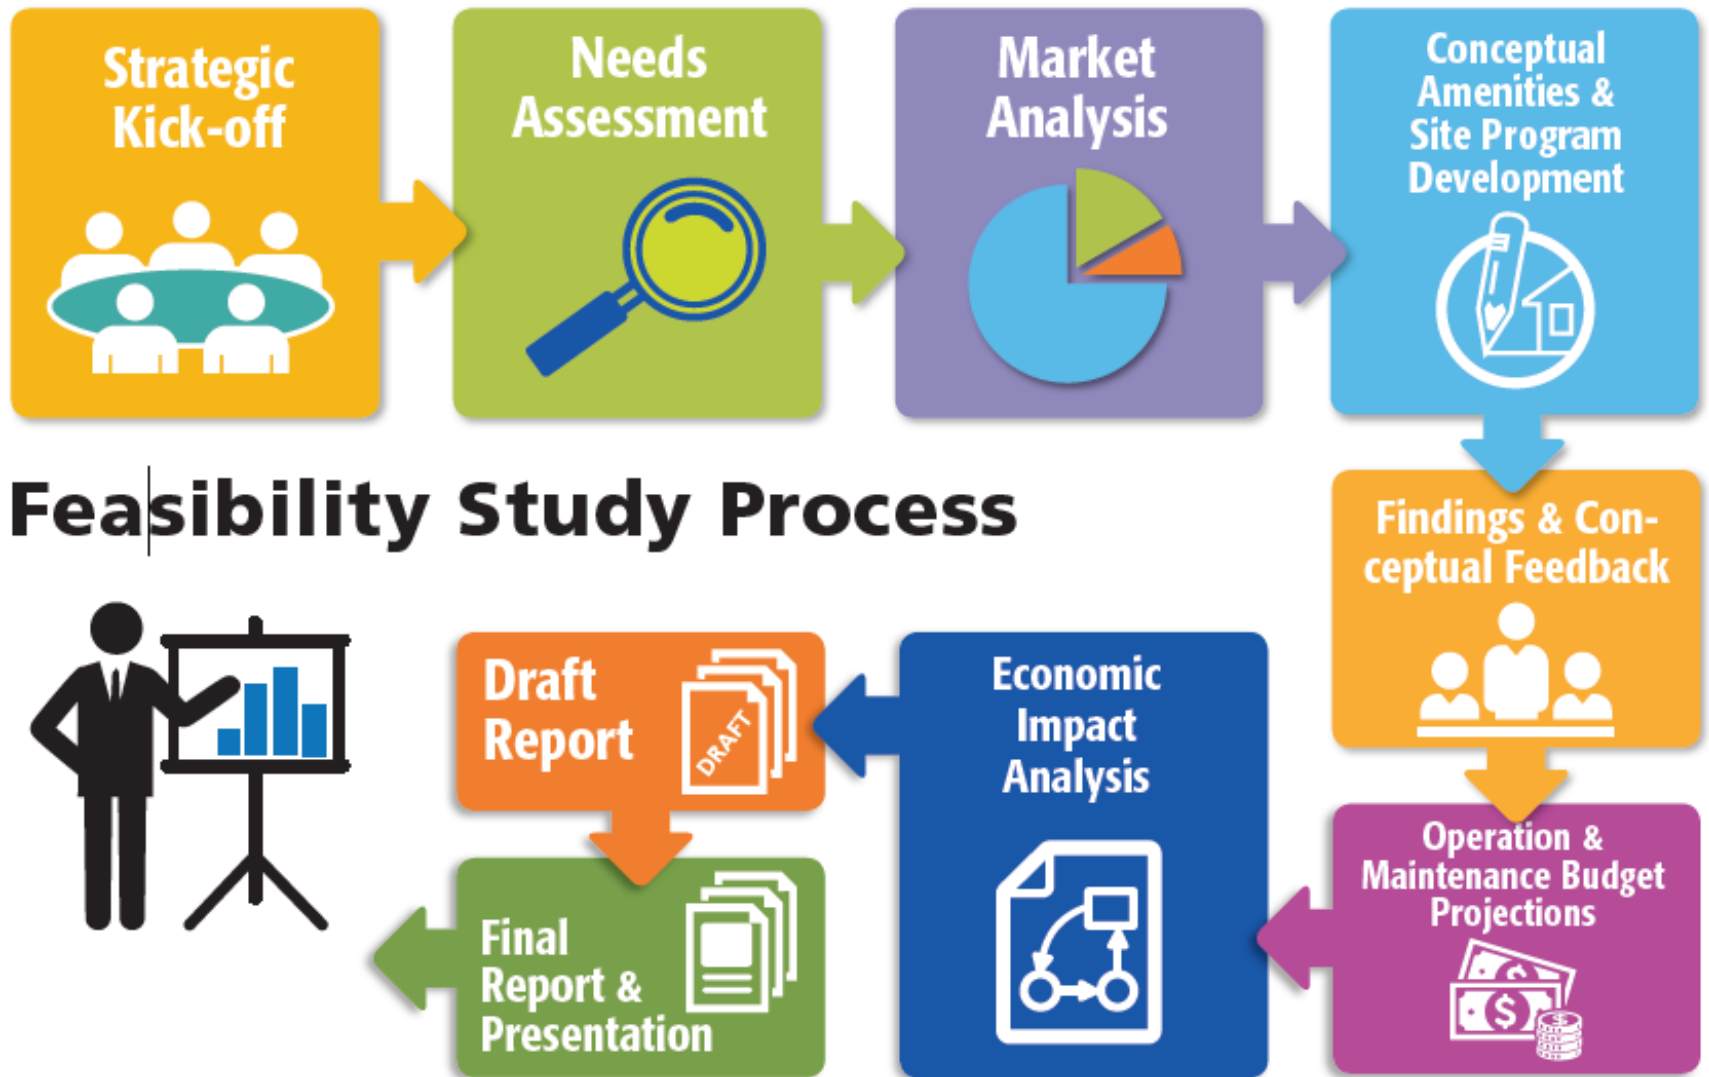 Strategic
Kick-off
Needs
Assessment
Market
Analysis
Conceptual
Amenities &
Site Program
Development
Feasibility Study Process
Findings & Con-
ceptual Feedback
Operation &
Maintenance Budget
Projections
$
$
$
$
Economic
Impact
Analysis
Draft
Report
DRAFT
Final
Report &
Presentation